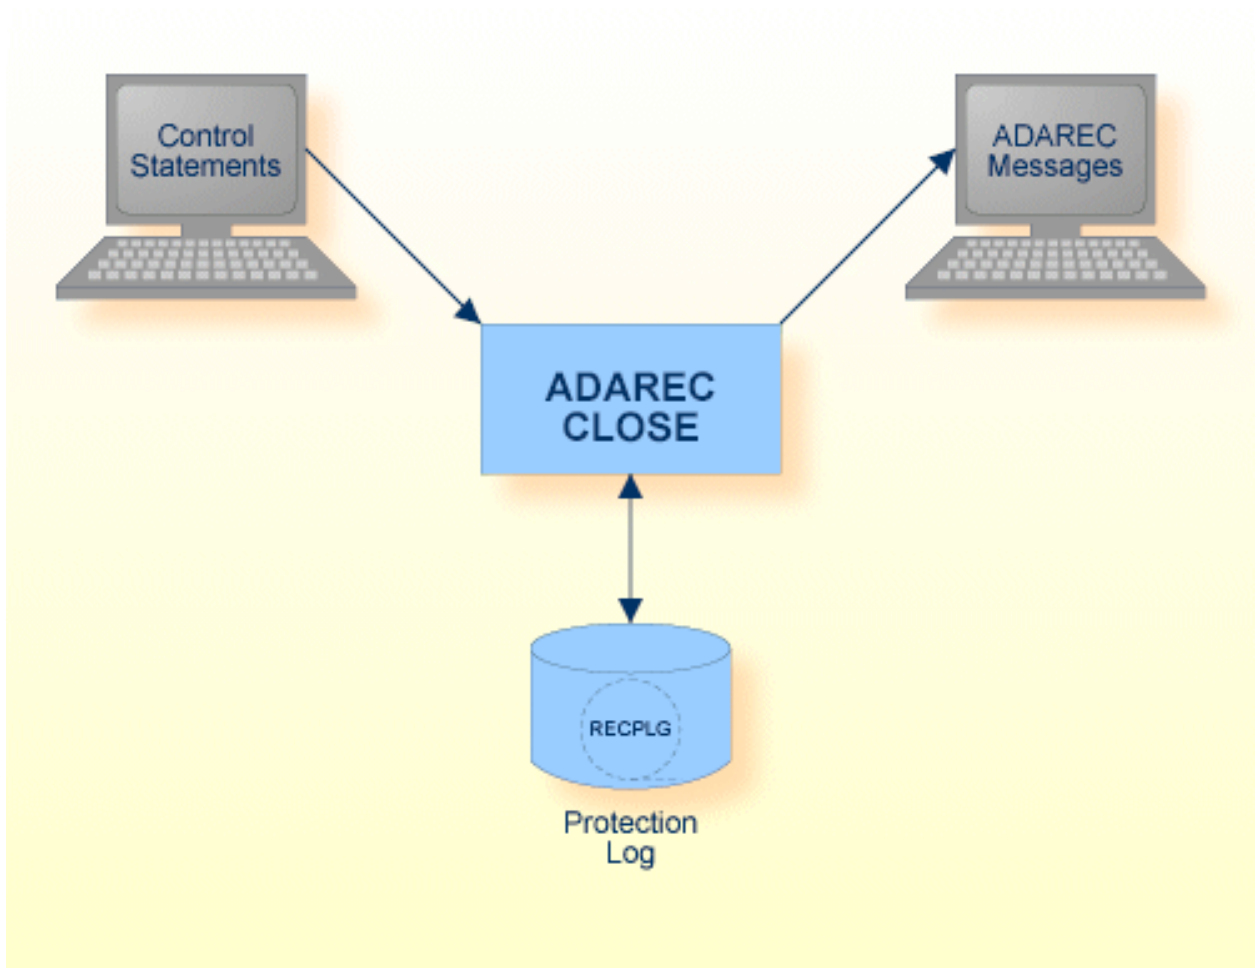 Control
Statements
ADAREC
Messages
ADAREC
CLOSE
RECPLG
Protection
Log